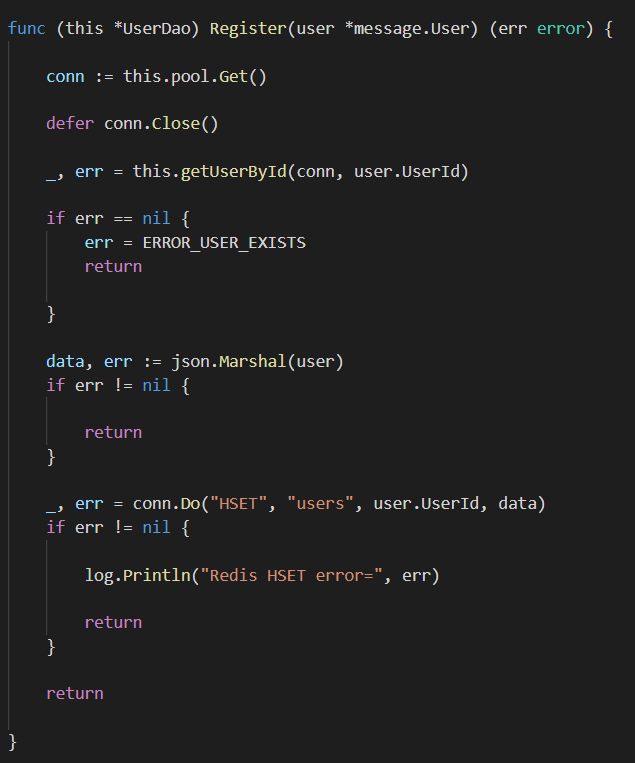 func (this *UserDao) Register(user *message.User) (err error) {
conn := this.pool.Get()
defer conn.Close()
_, err = this.getUserById(conn, user.UserId)
if err == nil {
err = ERROR_USER_EXISTS
return
}
data, err := json.Marshal(user)
if err != nil {
return
}
_, err = conn.Do("HSET", "users", user.UserId, data)
if err != nil {
log.Println("Redis HSET error=", err)
return
}
return
}